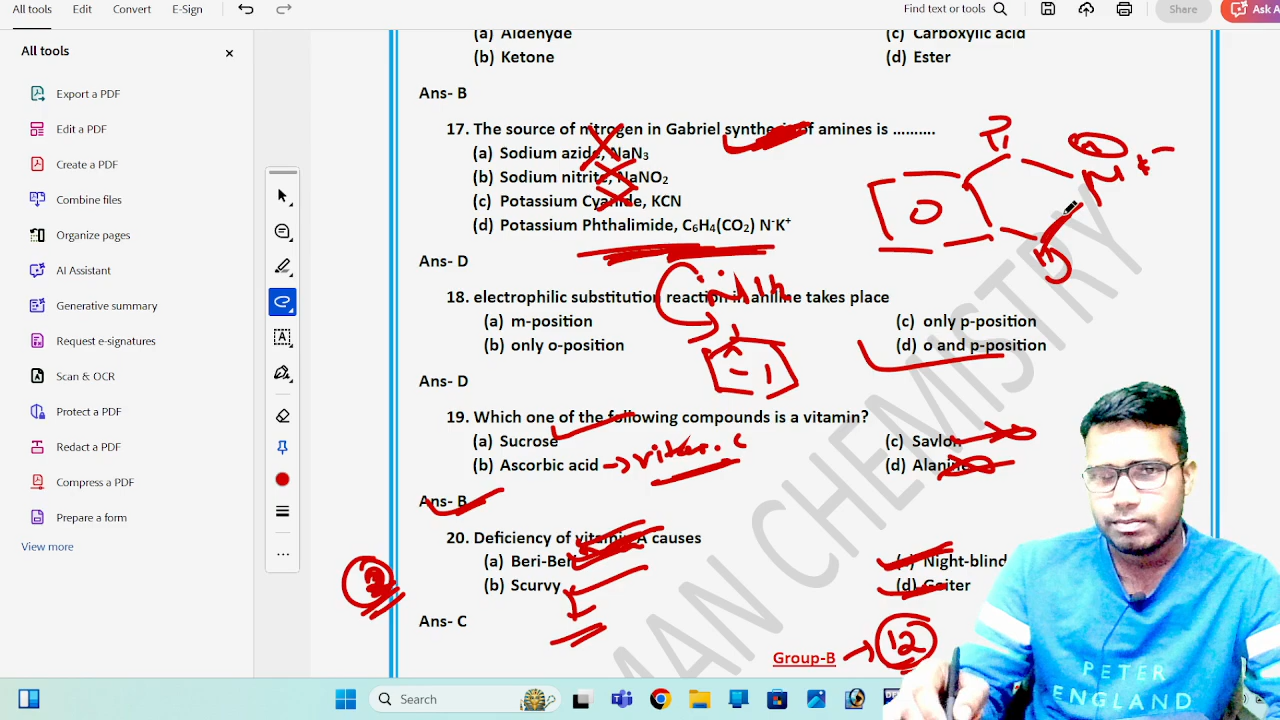 All tools Edit Convert E-Sign Find text or tools Share Ask A
All tools
Export a PDF
Edit a PDF
Create a PDF
Combine files
Organize pages
AI Assistant
Generative summary
Request e-signatures
Scan & OCR
Protect a PDF
Redact a PDF
Compress a PDF
Prepare a form
View more
(a) Aldehyde (c) Carboxylic acid
(b) Ketone (d) Ester
Ans- B
17. The source of nitrogen in Gabriel synthesis of amines is ..........
(a) Sodium azide, NaN₃
(b) Sodium nitrite, NaNO₂
(c) Potassium Cyanide, KCN
(d) Potassium Phthalimide, C₆H₄(CO₂) N⁻K⁺
Ans- D
18. electrophilic substitution reaction in aniline takes place
(a) m-position (c) only p-position
(b) only o-position (d) o and p-position
Ans- D
19. Which one of the following compounds is a vitamin?
(a) Sucrose (c) Savlon
(b) Ascorbic acid (d) Alanine
Ans- B
20. Deficiency of vitamin A causes
(a) Beri-Beri (c) Night-blind
(b) Scurvy (d) Goiter
Ans- C
Group-B 12
MAN CHEMISTRY
PETER
ENGLAND
Search